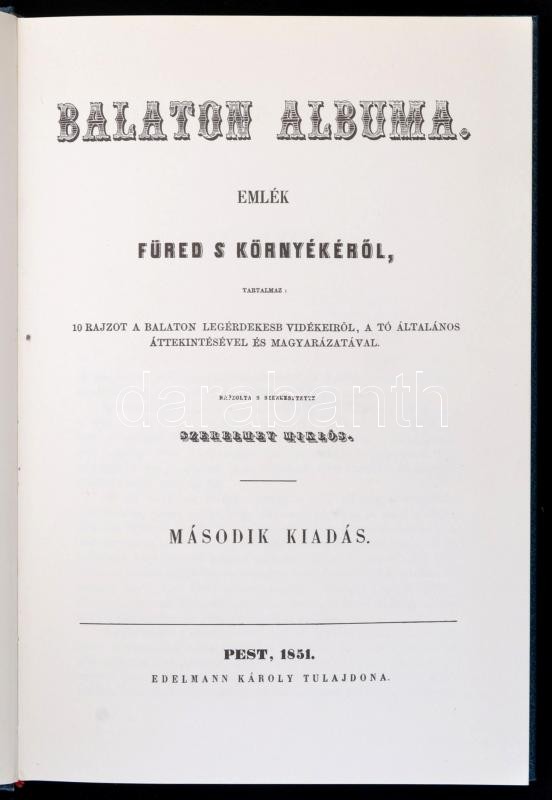 BALATON ALBUMA.
EMLÉK
FÜRED S KÖRNYÉKÉRŐL,
TARTALMAZ:
10 RAJZOT A BALATON LEGÉRDEKESB VIDÉKEIRŐL, A TÓ ÁLTALÁNOS
ÁTTEKINTÉSÉVEL ÉS MAGYARÁZATÁVAL.
RAJZOLTA S SZERKESZTETTE
darabanth
SZERELMEY MIKLÓS.
MÁSODIK KIADÁS.
PEST, 1851.
EDELMANN KÁROLY TULAJDONA.